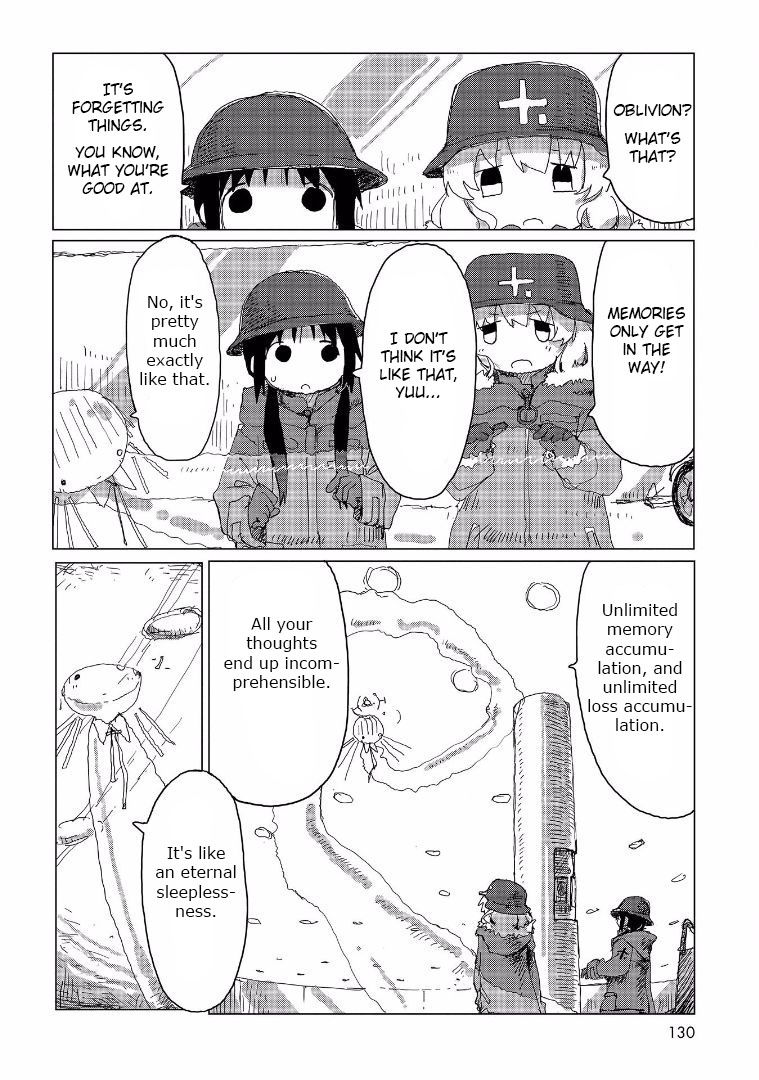 OBLIVION?
WHAT'S
THAT?
IT'S
FORGETTING
THINGS.
YOU KNOW,
WHAT YOU'RE
GOOD AT.
MEMORIES
ONLY GET
IN THE
WAY!
I DON'T
THINK IT'S
LIKE THAT,
YUU...
No, it's
pretty
much
exactly
like that.
Unlimited
memory
accumu-
lation, and
unlimited
loss accumu-
lation.
All your
thoughts
end up incom-
prehensible.
It's like
an eternal
sleepless-
ness.
130